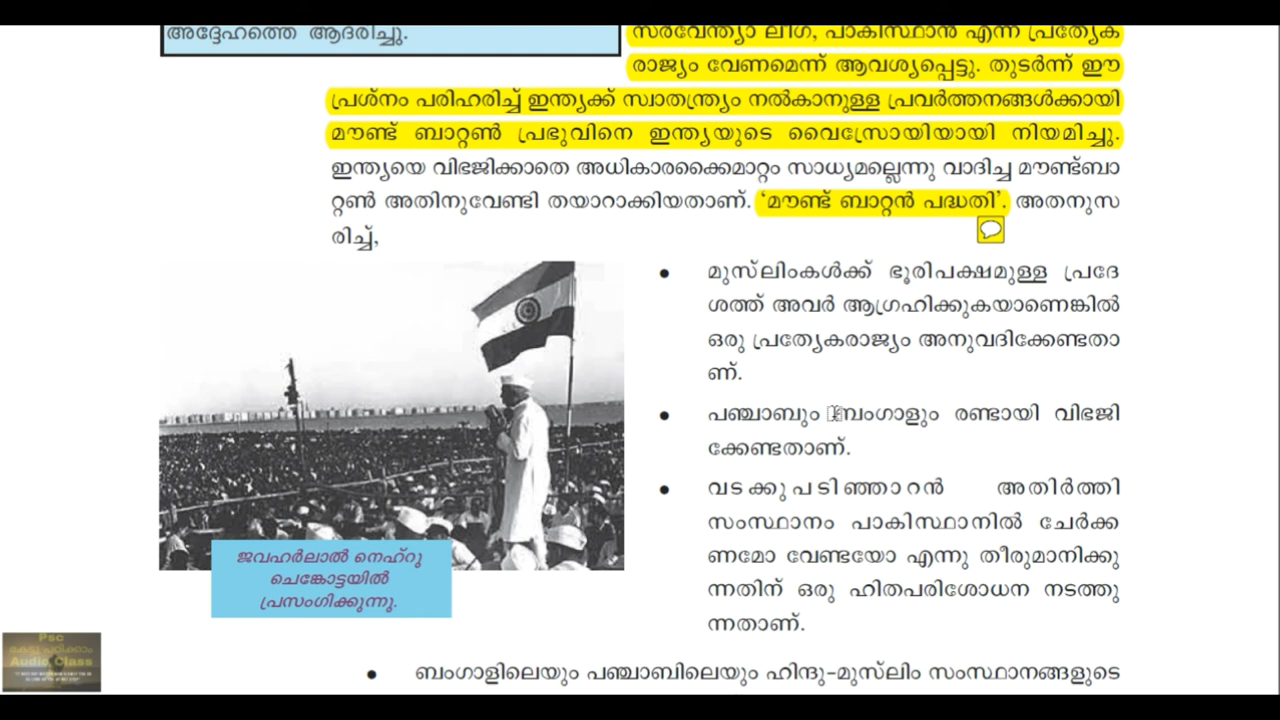 അദ്ദേഹത്തെ ആദരിച്ചു.
സർവേന്ത്യാ ലീഗ്, പാകിസ്ഥാൻ എന്ന പ്രത്യേക
രാജ്യം വേണമെന്ന് ആവശ്യപ്പെട്ടു. തുടർന്ന് ഈ
പ്രശ്നം പരിഹരിച്ച് ഇന്ത്യക്ക് സ്വാതന്ത്ര്യം നൽകാനുള്ള പ്രവർത്തനങ്ങൾക്കായി
മൗണ്ട് ബാറ്റൺ പ്രഭുവിനെ ഇന്ത്യയുടെ വൈസ്രോയിയായി നിയമിച്ചു.
ഇന്ത്യയെ വിഭജിക്കാതെ അധികാരക്കൈമാറ്റം സാധ്യമല്ലെന്നു വാദിച്ച മൗണ്ട്ബാ
റ്റൺ അതിനുവേണ്ടി തയാറാക്കിയതാണ്. ‘മൗണ്ട് ബാറ്റൻ പദ്ധതി’. അതനുസ
രിച്ച്,
മുസ്‌ലിംകൾക്ക് ഭൂരിപക്ഷമുള്ള പ്രദേ
ശത്ത് അവർ ആഗ്രഹിക്കുകയാണെങ്കിൽ
ഒരു പ്രത്യേകരാജ്യം അനുവദിക്കേണ്ടതാ
ണ്.
പഞ്ചാബും ബംഗാളും രണ്ടായി വിഭജി
ക്കേണ്ടതാണ്.
വടക്കുപടിഞ്ഞാറൻ അതിർത്തി
സംസ്ഥാനം പാകിസ്ഥാനിൽ ചേർക്ക
ണമോ വേണ്ടയോ എന്നു തീരുമാനിക്കു
ന്നതിന് ഒരു ഹിതപരിശോധന നടത്തു
ന്നതാണ്.
ജവഹർലാൽ നെഹ്റു
ചെങ്കോട്ടയിൽ
പ്രസംഗിക്കുന്നു.
ബംഗാളിലെയും പഞ്ചാബിലെയും ഹിന്ദു-മുസ്‌ലിം സംസ്ഥാനങ്ങളുടെ
Psc
കേട്ടു പഠിക്കാം
Audio Class